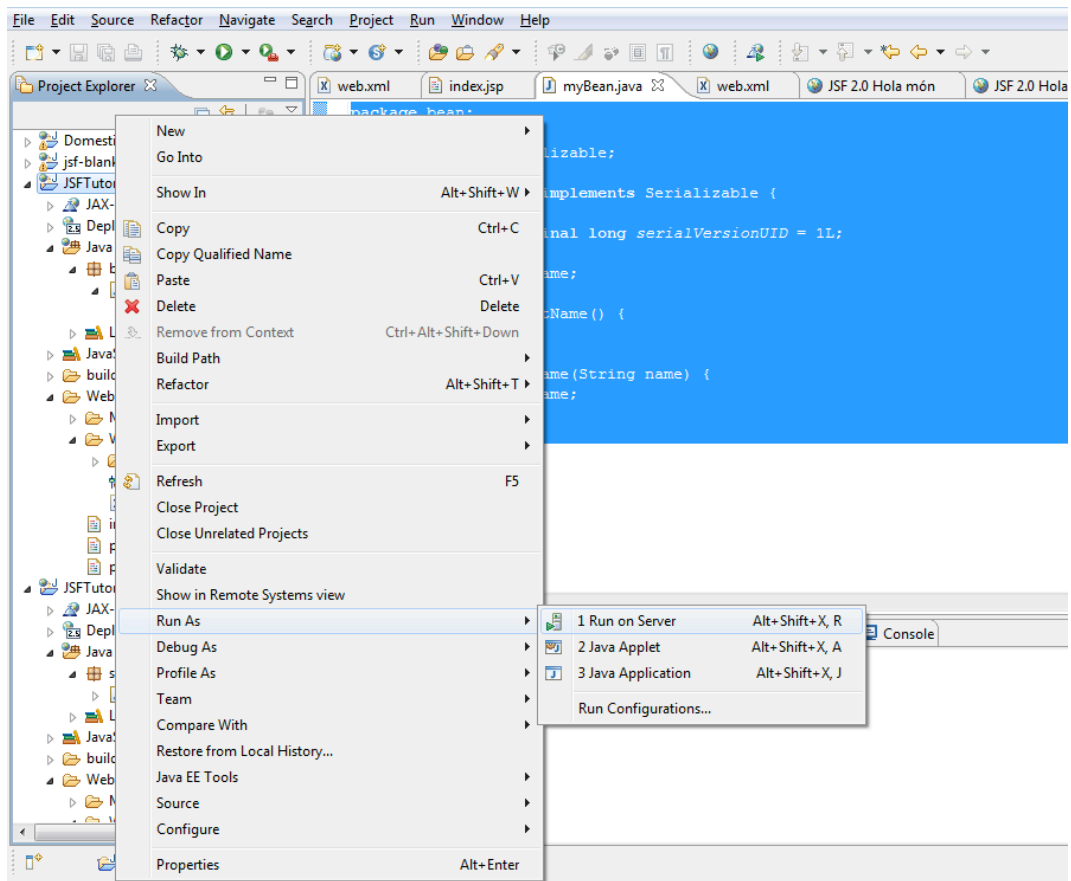 File Edit Source Refactor Navigate Search Project Run Window Help
Project Explorer
web.xml
index.jsp
myBean.java
web.xml
JSF 2.0 Hola món
JSF 2.0 Hola
package bean;
lizable;
implements Serializable {
inal long serialVersionUID = 1L;
ame;
tName() {
ame(String name) {
ame;
Domesti
jsf-blank
JSFTutor
JAX-
Depl
Java
b
L
JavaS
build
Web
M
W
in
p
p
JSFTutor
JAX-
Depl
Java
s
L
JavaS
build
Web
M
New
Go Into
Show In Alt+Shift+W
Copy Ctrl+C
Copy Qualified Name
Paste Ctrl+V
Delete Delete
Remove from Context Ctrl+Alt+Shift+Down
Build Path
Refactor Alt+Shift+T
Import
Export
Refresh F5
Close Project
Close Unrelated Projects
Validate
Show in Remote Systems view
Run As
Debug As
Profile As
Team
Compare With
Restore from Local History...
Java EE Tools
Source
Configure
Properties Alt+Enter
1 Run on Server Alt+Shift+X, R
2 Java Applet Alt+Shift+X, A
3 Java Application Alt+Shift+X, J
Run Configurations...
Console